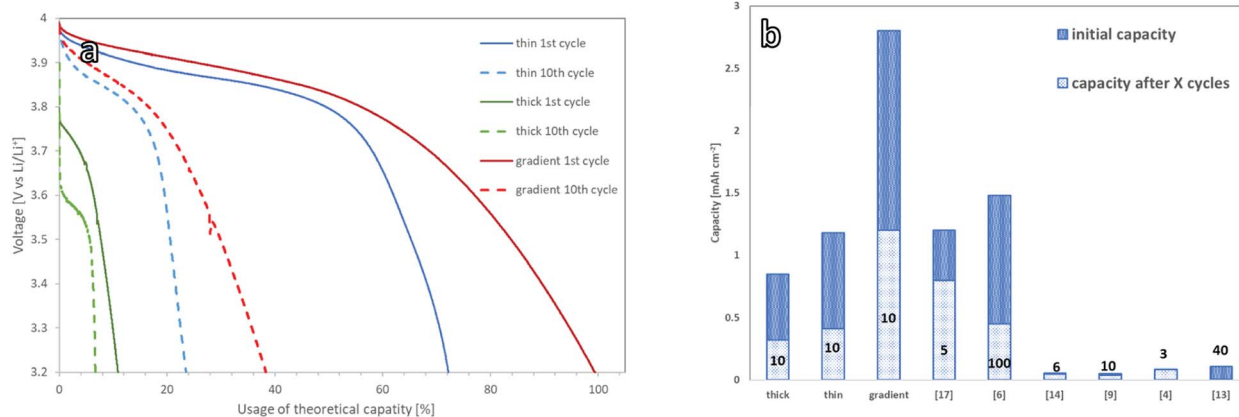 a
4
3.9
3.8
3.7
3.6
3.5
3.4
3.3
3.2
Voltage [V vs Li/Li⁺]
0 20 40 60 80 100
Usage of theoretical capatity [%]
thin 1st cycle
thin 10th cycle
thick 1st cycle
thick 10th cycle
gradient 1st cycle
gradient 10th cycle
b
3
2.5
2
1.5
1
0.5
0
Capacity [mAh cm⁻²]
initial capacity
capacity after X cycles
10 10 10 5 100 6 10 3 40
thick thin gradient [17] [6] [14] [9] [4] [13]